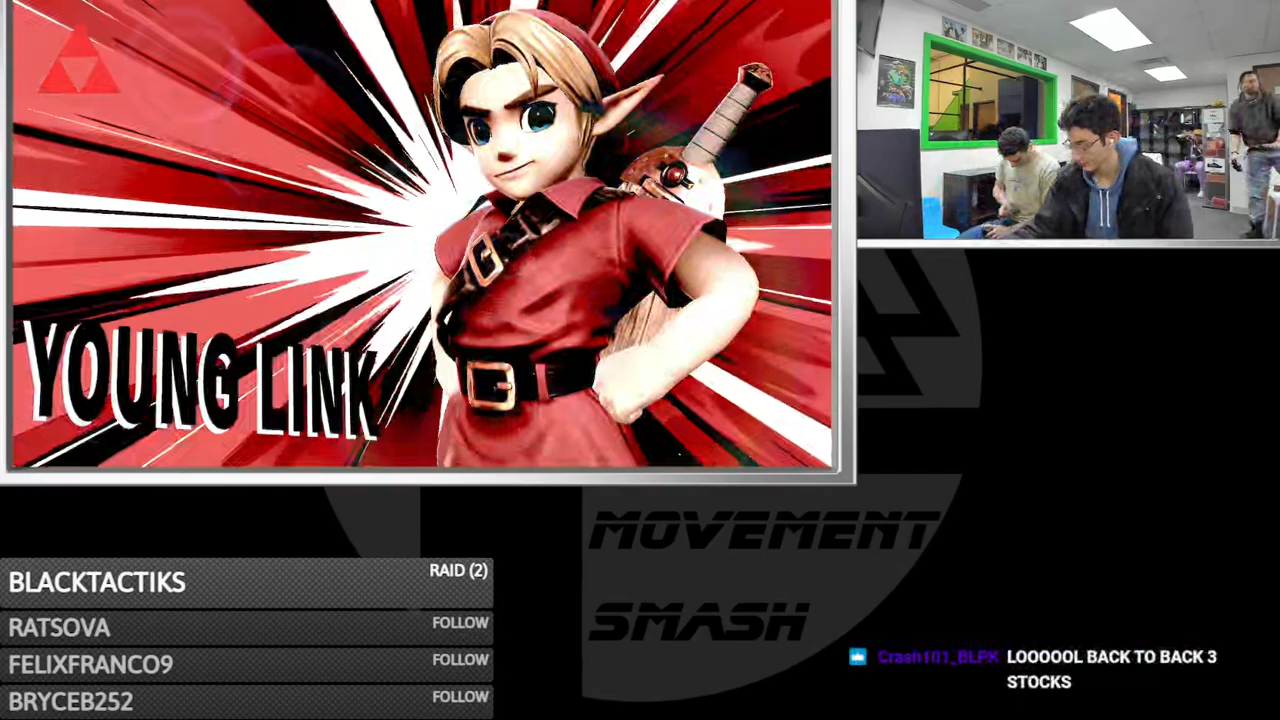 YOUNG LINK
MOVEMENT
SMASH
BLACKTACTIKS RAID (2)
RATSOVA FOLLOW
FELIXFRANCO9 FOLLOW
BRYCEB252 FOLLOW
Crash101_BLPK LOOOOOL BACK TO BACK 3
STOCKS